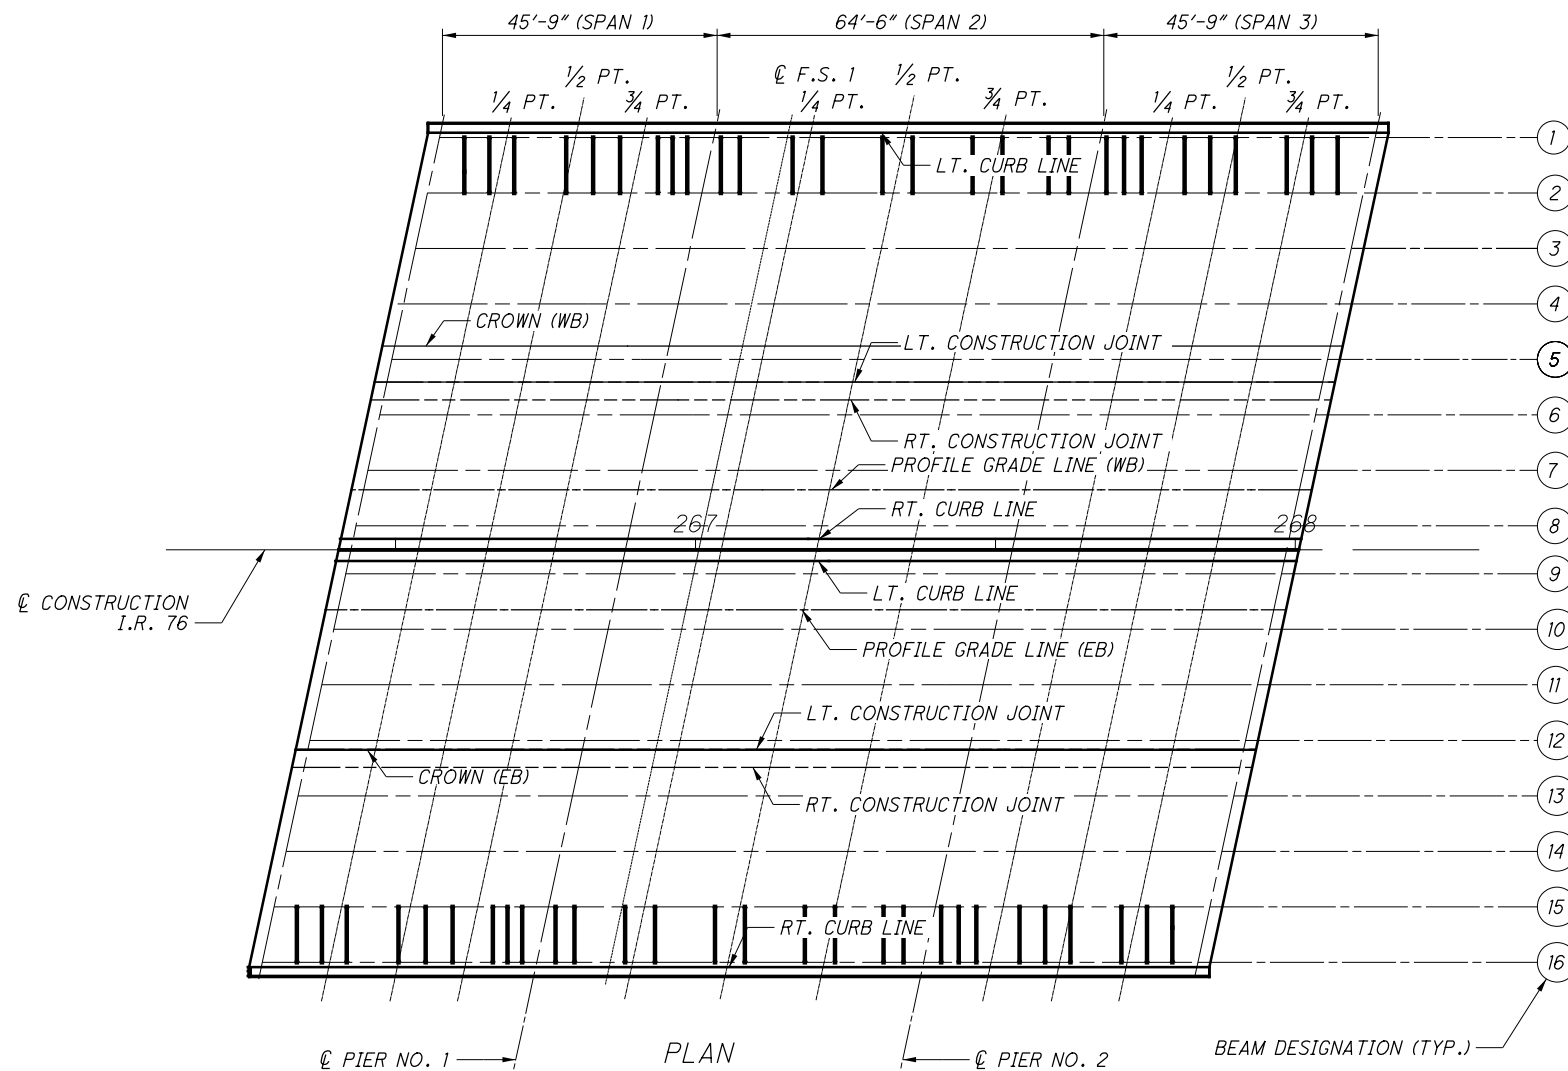 45'-9" (SPAN 1)
64'-6" (SPAN 2)
45'-9" (SPAN 3)
½ PT.
℄ F.S. 1
½ PT.
½ PT.
¼ PT.
¾ PT.
¼ PT.
¾ PT.
¼ PT.
¾ PT.
1
LT. CURB LINE
2
3
4
CROWN (WB)
LT. CONSTRUCTION JOINT
5
6
RT. CONSTRUCTION JOINT
PROFILE GRADE LINE (WB)
7
RT. CURB LINE
267
268
8
℄ CONSTRUCTION
I.R. 76
9
LT. CURB LINE
10
PROFILE GRADE LINE (EB)
11
LT. CONSTRUCTION JOINT
12
CROWN (EB)
RT. CONSTRUCTION JOINT
13
14
15
RT. CURB LINE
16
℄ PIER NO. 1
PLAN
℄ PIER NO. 2
BEAM DESIGNATION (TYP.)